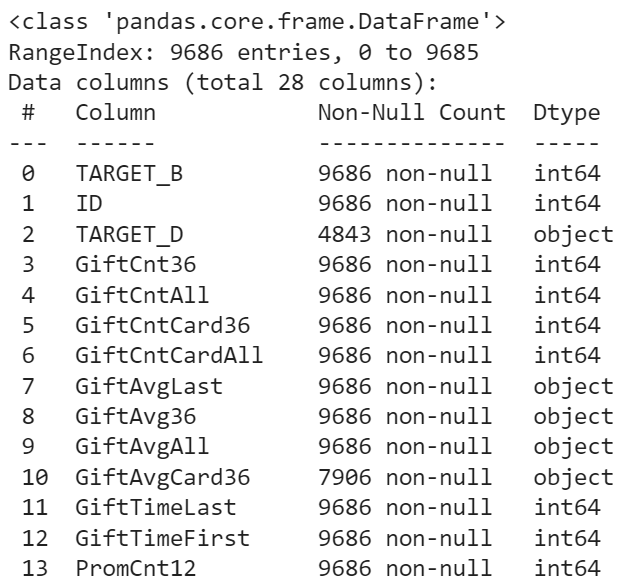 <class 'pandas.core.frame.DataFrame'>
RangeIndex: 9686 entries, 0 to 9685
Data columns (total 28 columns):
 #   Column           Non-Null Count  Dtype
---  ------           --------------  -----
 0   TARGET_B         9686 non-null   int64
 1   ID               9686 non-null   int64
 2   TARGET_D         4843 non-null   object
 3   GiftCnt36        9686 non-null   int64
 4   GiftCntAll       9686 non-null   int64
 5   GiftCntCard36    9686 non-null   int64
 6   GiftCntCardAll   9686 non-null   int64
 7   GiftAvgLast      9686 non-null   object
 8   GiftAvg36        9686 non-null   object
 9   GiftAvgAll       9686 non-null   object
 10  GiftAvgCard36    7906 non-null   object
 11  GiftTimeLast     9686 non-null   int64
 12  GiftTimeFirst    9686 non-null   int64
 13  PromCnt12        9686 non-null   int64